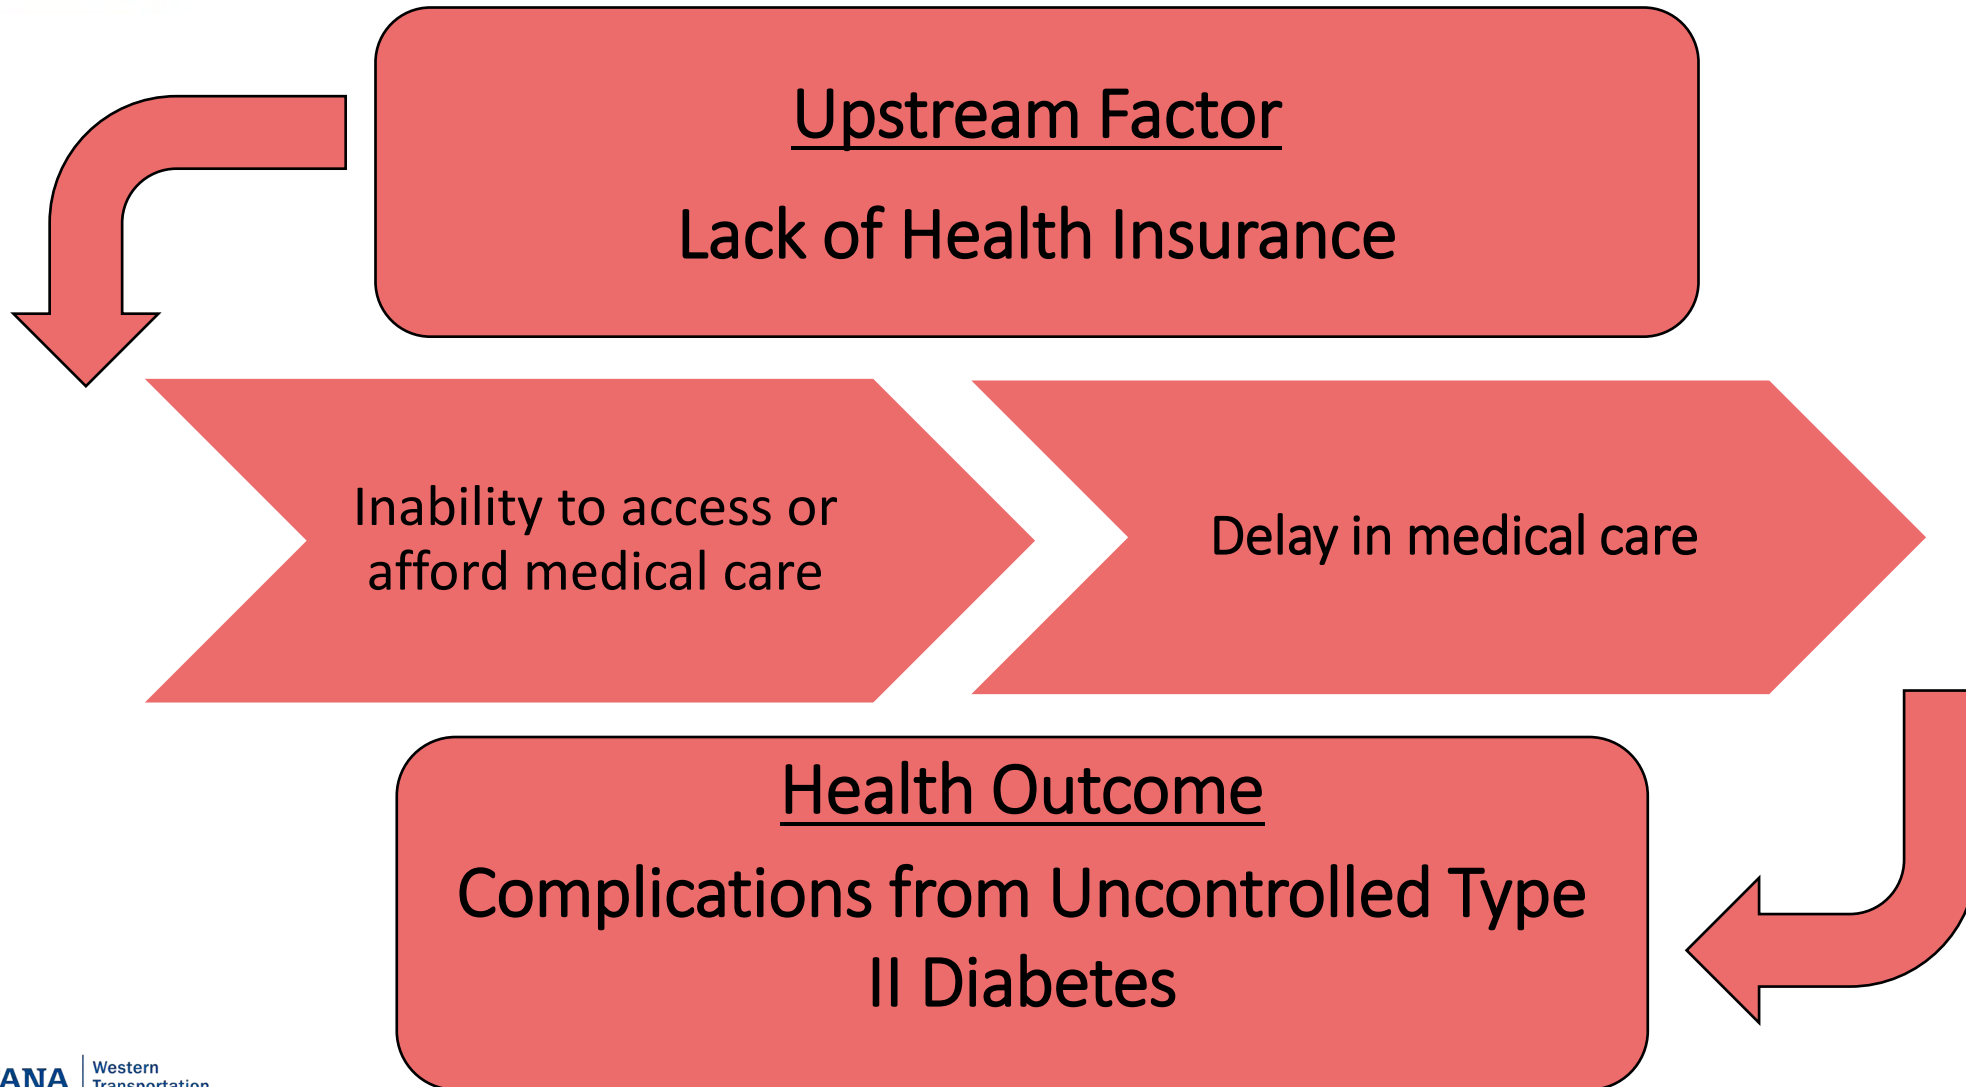 Upstream Factor
Lack of Health Insurance
Inability to access or
afford medical care
Delay in medical care
Health Outcome
Complications from Uncontrolled Type
II Diabetes
ANA
Western
Transportation